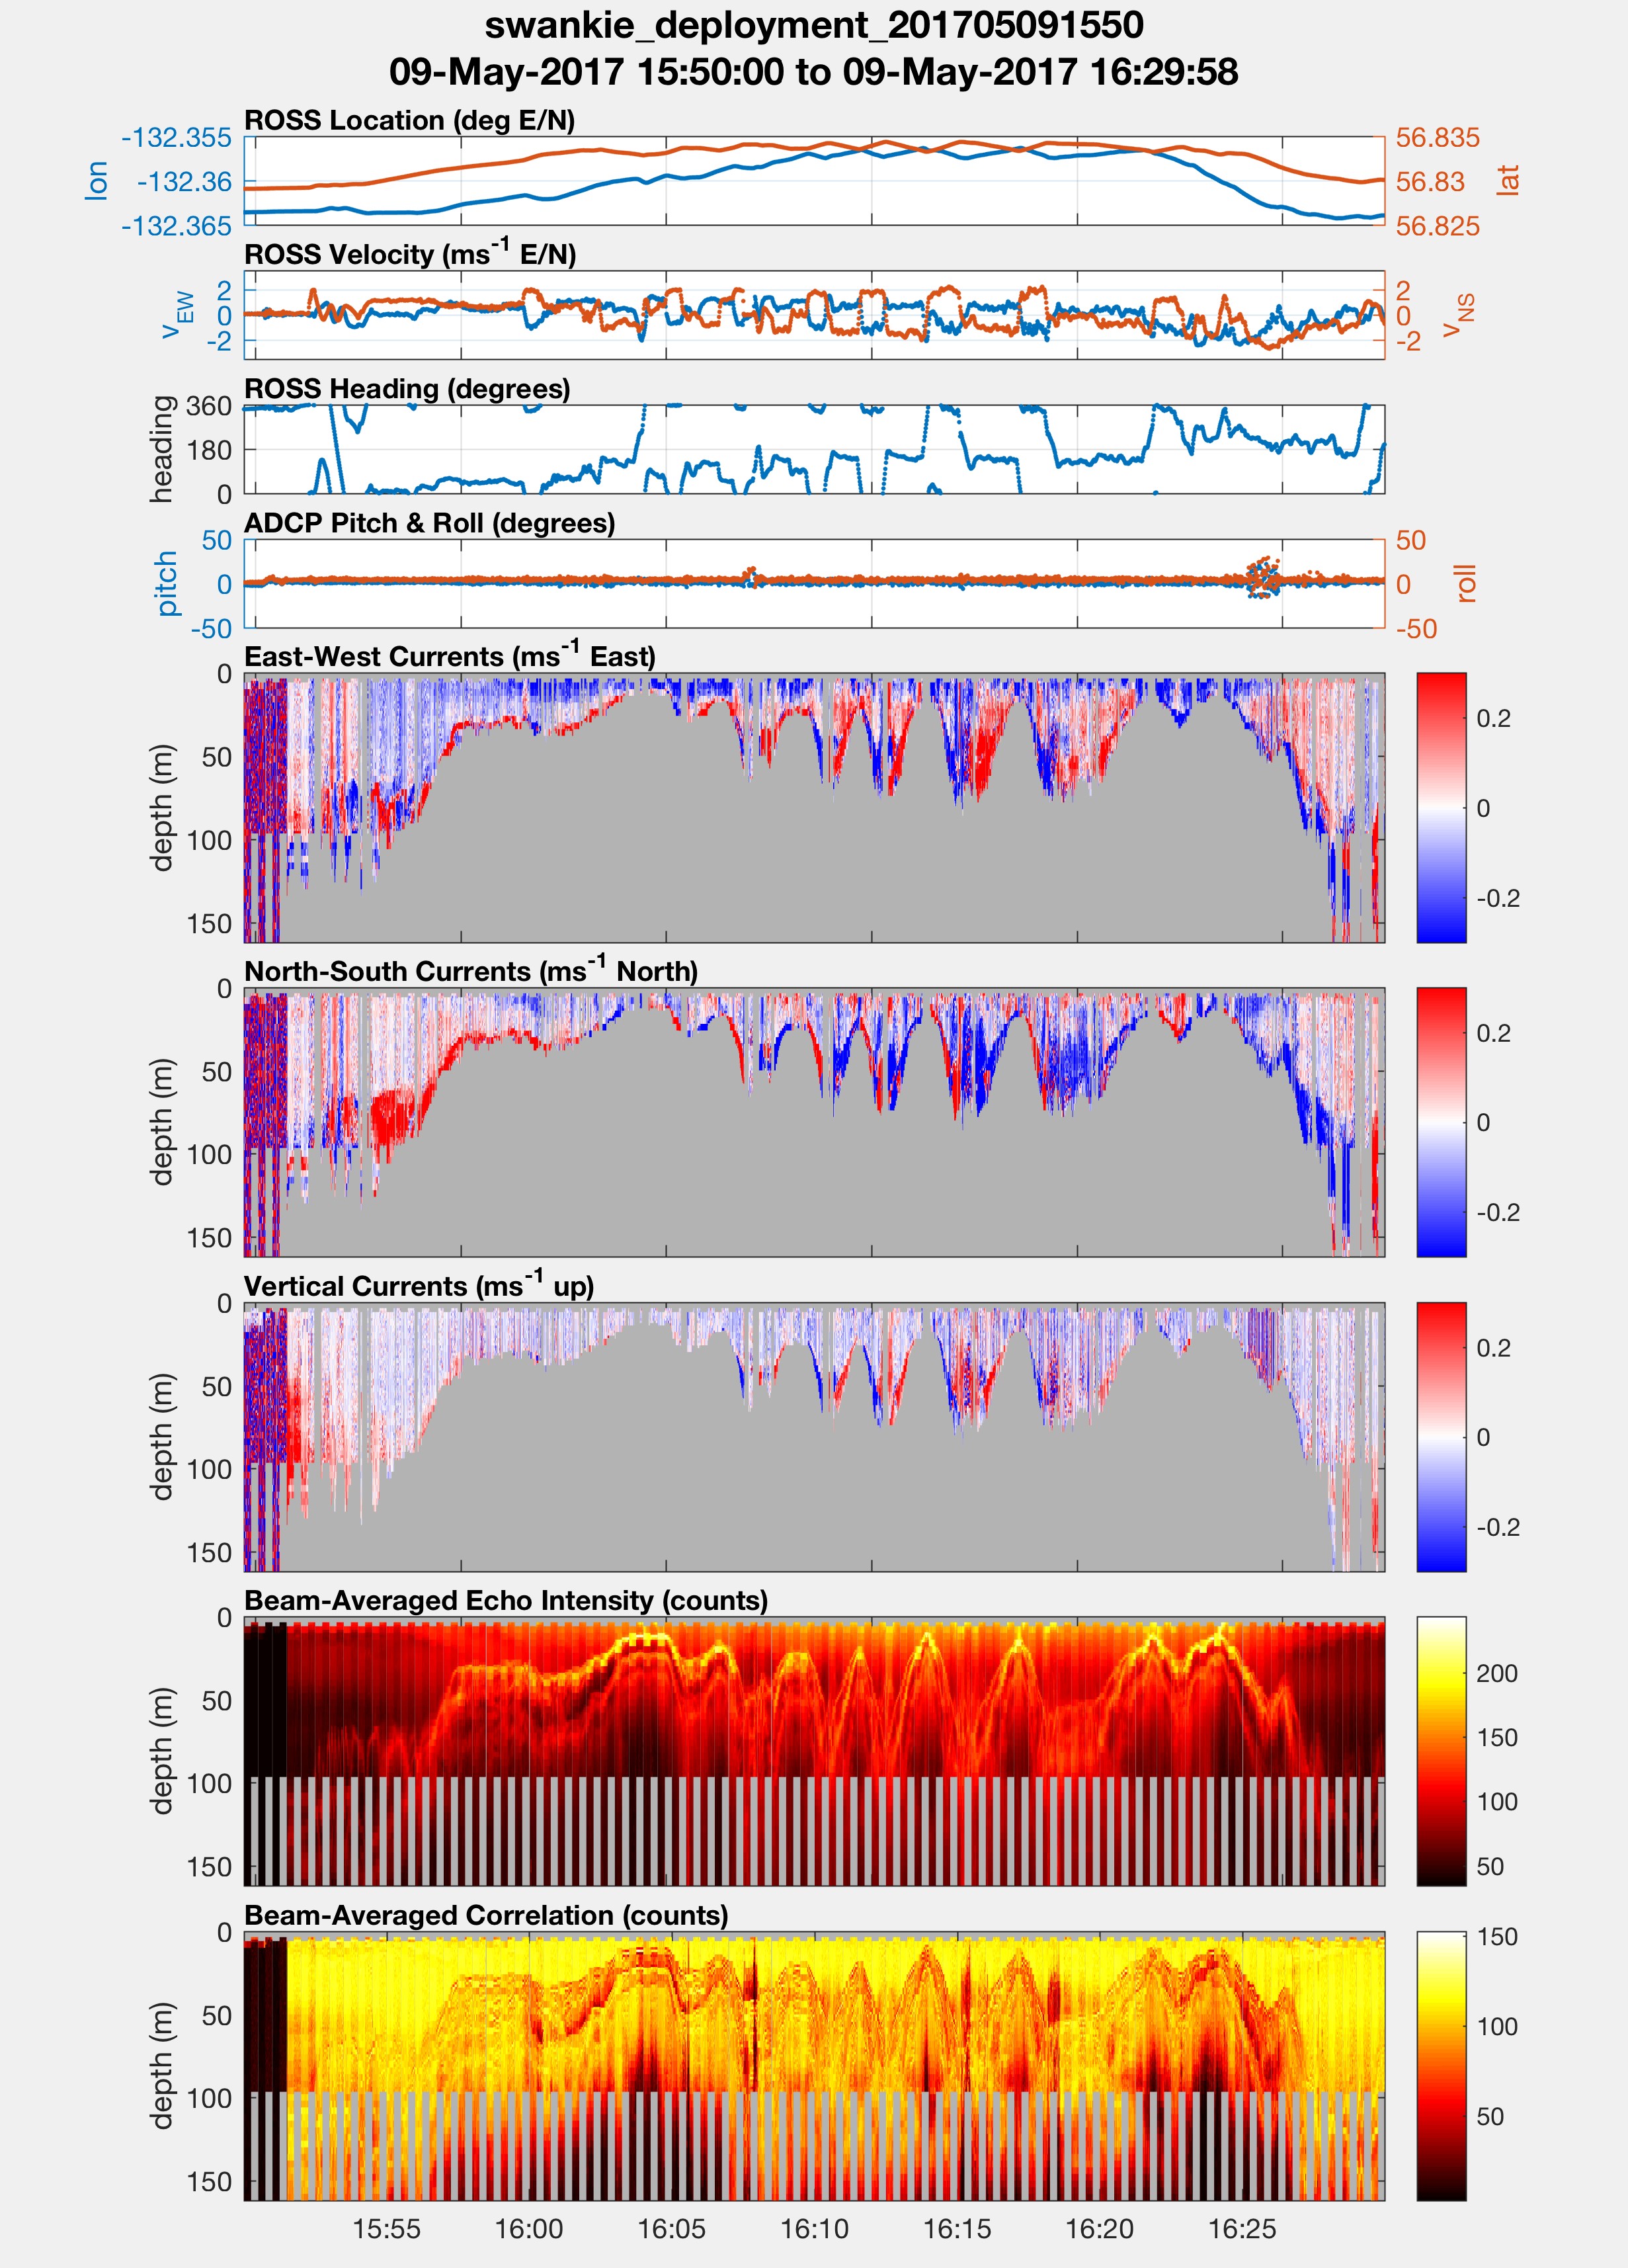 swankie_deployment_201705091550
09-May-2017 15:50:00 to 09-May-2017 16:29:58
ROSS Location (deg E/N)
-132.355
-132.36
-132.365
lon
56.835
56.83
56.825
lat
ROSS Velocity (ms-1 E/N)
2
0
-2
vEW
2
0
-2
vNS
ROSS Heading (degrees)
360
180
0
heading
ADCP Pitch & Roll (degrees)
50
0
-50
pitch
50
0
-50
roll
East-West Currents (ms-1 East)
0
50
100
150
depth (m)
0.2
0
-0.2
North-South Currents (ms-1 North)
0
50
100
150
depth (m)
0.2
0
-0.2
Vertical Currents (ms-1 up)
0
50
100
150
depth (m)
0.2
0
-0.2
Beam-Averaged Echo Intensity (counts)
0
50
100
150
depth (m)
200
150
100
50
Beam-Averaged Correlation (counts)
0
50
100
150
depth (m)
150
100
50
15:55 16:00 16:05 16:10 16:15 16:20 16:25